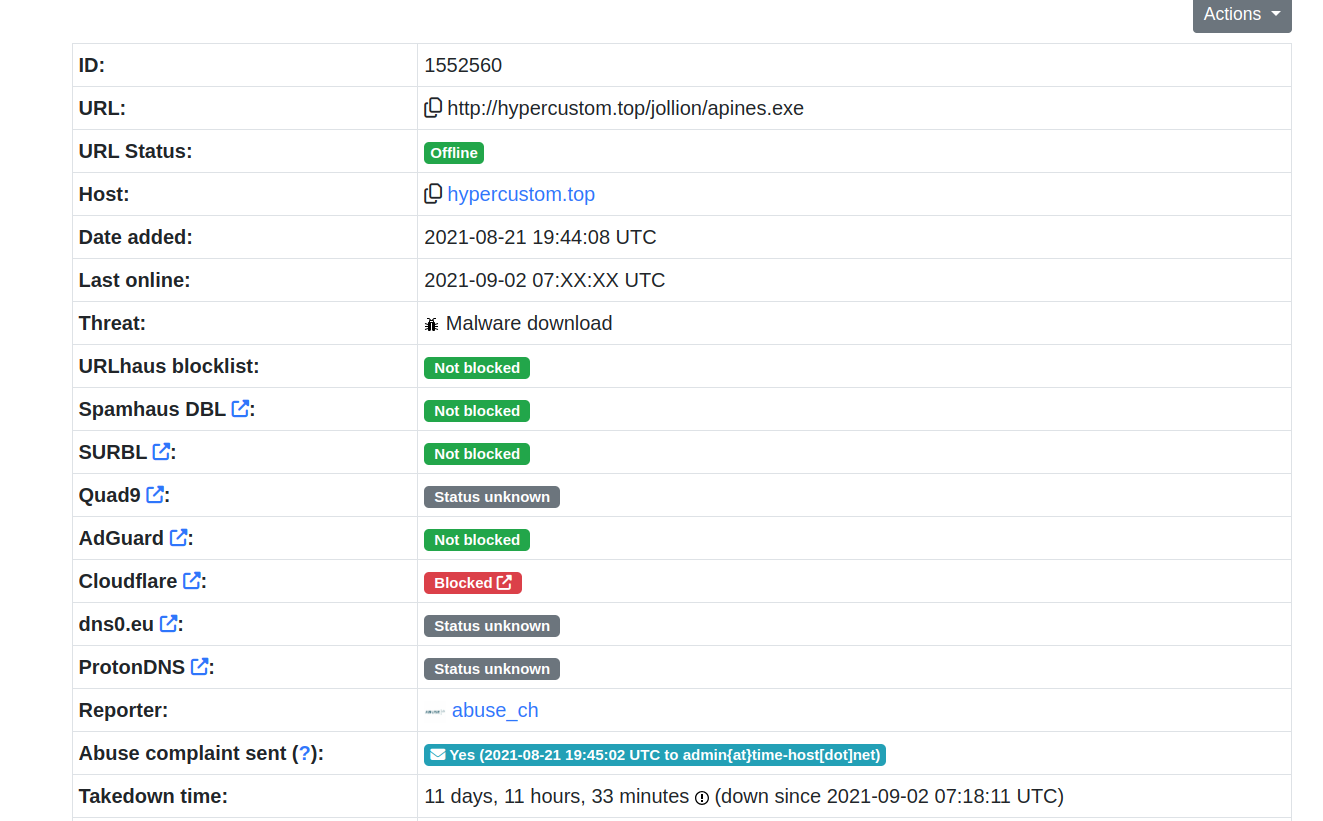 Actions
ID: 1552560
URL: http://hypercustom.top/jollion/apines.exe
URL Status: Offline
Host: hypercustom.top
Date added: 2021-08-21 19:44:08 UTC
Last online: 2021-09-02 07:XX:XX UTC
Threat: Malware download
URLhaus blocklist: Not blocked
Spamhaus DBL : Not blocked
SURBL : Not blocked
Quad9 : Status unknown
AdGuard : Not blocked
Cloudflare : Blocked
dns0.eu : Status unknown
ProtonDNS : Status unknown
Reporter: abuse_ch
Abuse complaint sent (?): Yes (2021-08-21 19:45:02 UTC to admin{at}time-host[dot]net)
Takedown time: 11 days, 11 hours, 33 minutes (down since 2021-09-02 07:18:11 UTC)